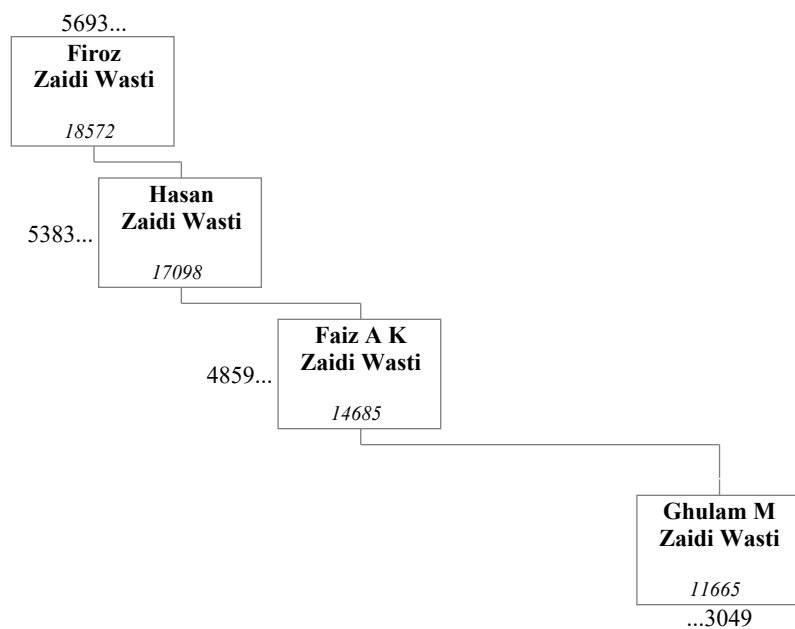 5693...
Firoz
Zaidi Wasti
18572
Hasan
Zaidi Wasti
5383...
17098
Faiz A K
Zaidi Wasti
4859...
14685
Ghulam M
Zaidi Wasti
11665
...3049